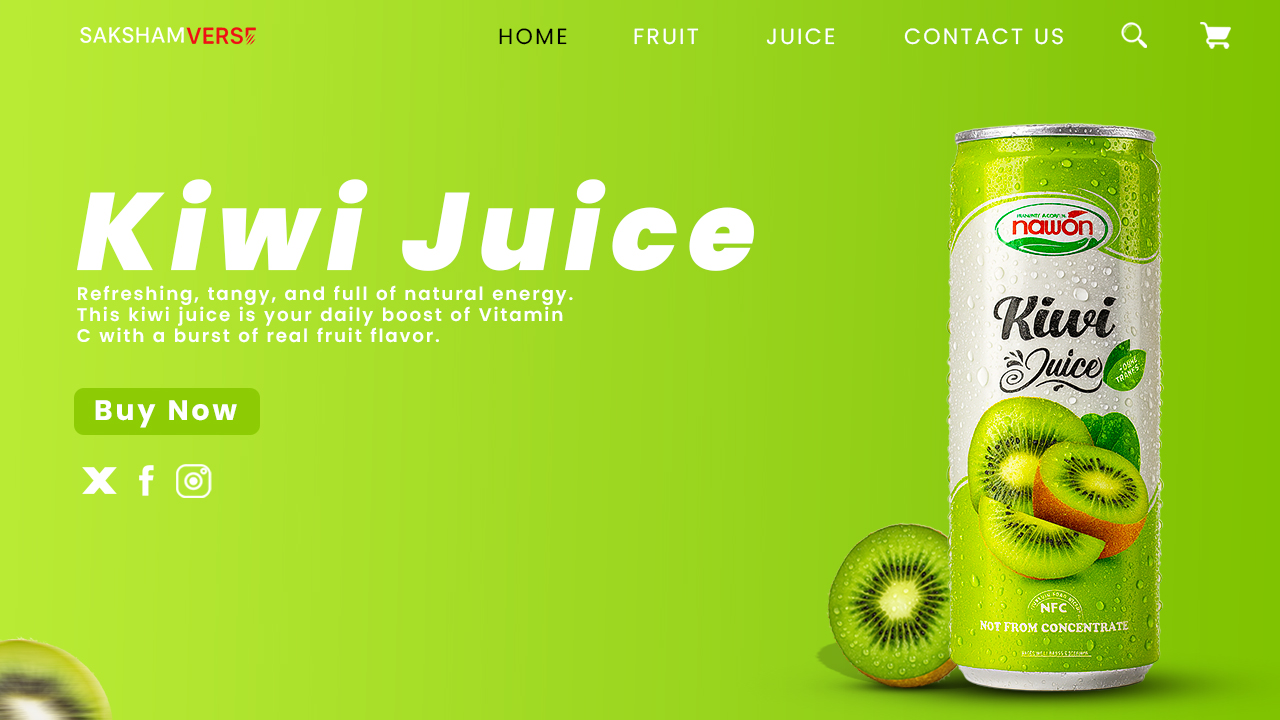 SAKSHAMVERSE
HOME
FRUIT
JUICE
CONTACT US
Kiwi Juice
Refreshing, tangy, and full of natural energy.
This kiwi juice is your daily boost of Vitamin
C with a burst of real fruit flavor.
Buy Now
nawon
Kiwi
Juice
NFC
NOT FROM CONCENTRATE